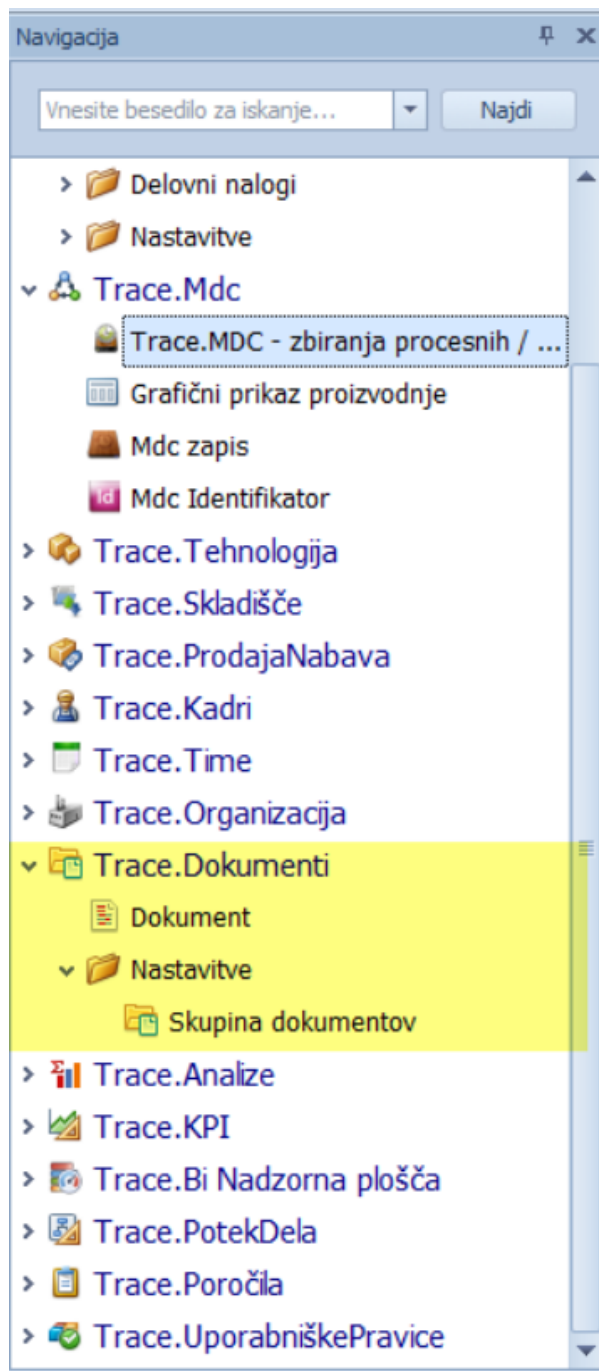 Navigacija
Vnesite besedilo za iskanje...
Najdi
Delovni nalogi
Nastavitve
Trace.Mdc
Trace.MDC - zbiranja procesnih / ...
Grafični prikaz proizvodnje
Mdc zapis
Id Mdc Identifikator
Trace.Tehnologija
Trace.Skladišče
Trace.ProdajaNabava
Trace.Kadri
Trace.Time
Trace.Organizacija
Trace.Dokumenti
Dokument
Nastavitve
Skupina dokumentov
Trace.Analize
Trace.KPI
Trace.Bi Nadzorna plošča
Trace.PotekDela
Trace.Poročila
Trace.UporabniškePravice